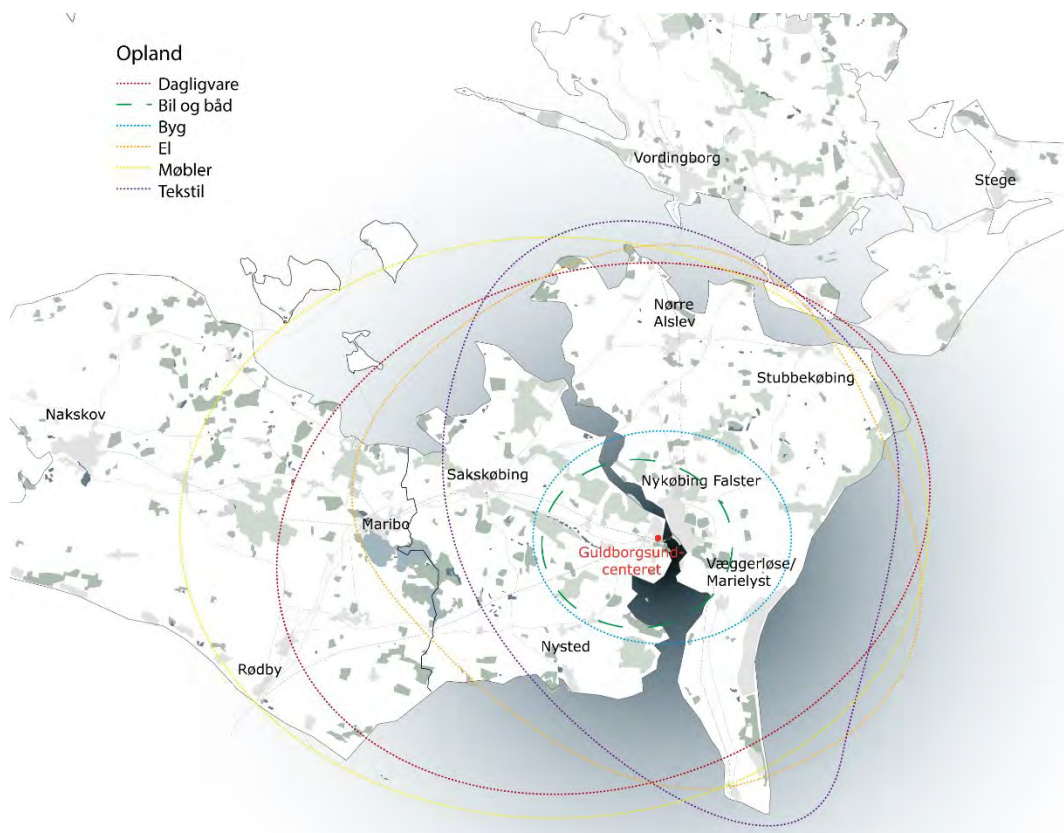 Opland
Dagligvare
Bil og båd
Byg
El
Møbler
Tekstil
Vordingborg
Stege
Nørre
Alslev
Stubbekøbing
Nakskov
Sakskøbing
Nykøbing Falster
Maribo
Guldborgsund-
centeret
Væggerløse/
Marielyst
Nysted
Rødby